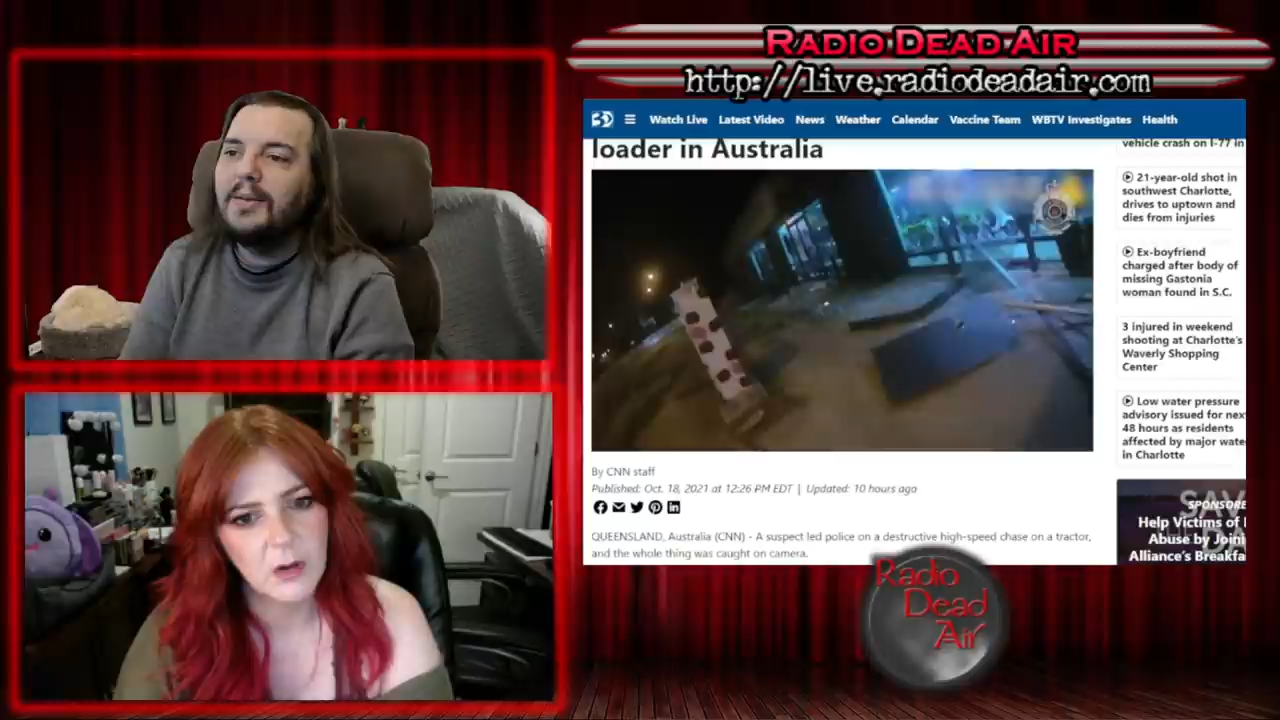 Radio Dead Air
http://live.radiodeadair.com
Watch Live Latest Video News Weather Calendar Vaccine Team WBTV Investigates Health
loader in Australia
vehicle crash on I-77 in
21-year-old shot in
southwest Charlotte,
drives to uptown and
dies from injuries
Ex-boyfriend
charged after body of
missing Gastonia
woman found in S.C.
3 injured in weekend
shooting at Charlotte's
Waverly Shopping
Center
Low water pressure
advisory issued for nex
48 hours as residents
affected by major wate
in Charlotte
By CNN staff
Published: Oct. 18, 2021 at 12:26 PM EDT | Updated: 10 hours ago
QUEENSLAND, Australia (CNN) - A suspect led police on a destructive high-speed chase on a tractor,
and the whole thing was caught on camera.
SAV
SPONSORE
Help Victims of
Abuse by Joini
Alliance's Breakfa
Radio
Dead
Air